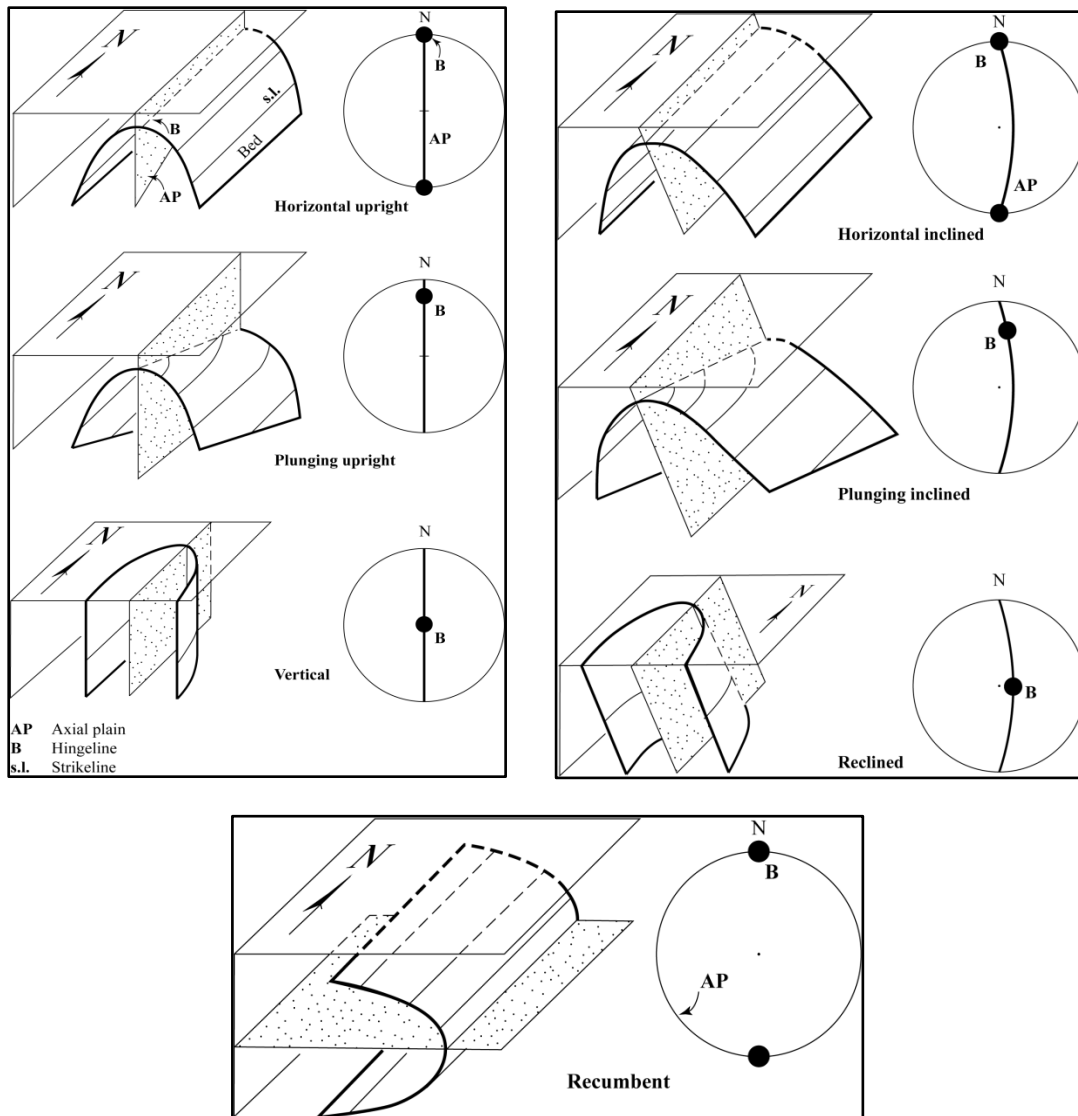 N
N
B
B
s.l.
AP
Bed
AP
Horizontal upright
N
N
B
Plunging upright
N
N
B
Vertical
AP Axial plain
B Hingeline
s.l. Strikeline
N
N
B
AP
Horizontal inclined
N
N
B
Plunging inclined
N
N
B
Reclined
N
N
B
AP
Recumbent